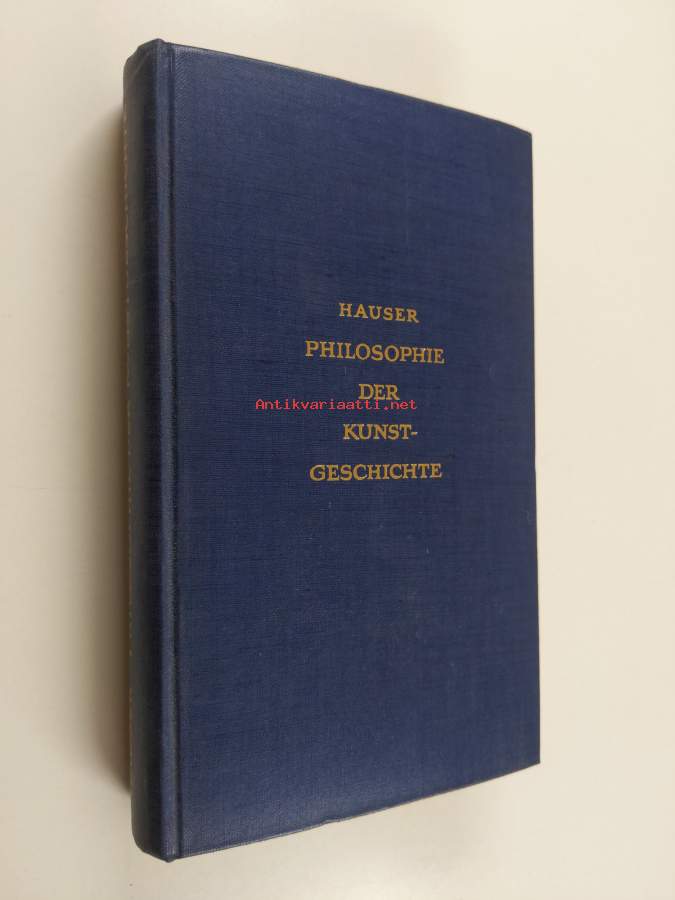 HAUSER
PHILOSOPHIE
DER
Antikvariaatti.net
KUNST-
GESCHICHTE